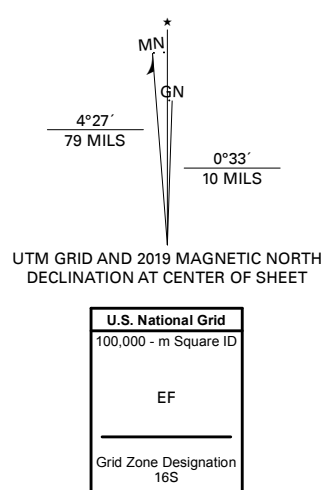 ★
MN
GN
4°27´
79 MILS
0°33´
10 MILS
UTM GRID AND 2019 MAGNETIC NORTH
DECLINATION AT CENTER OF SHEET
U.S. National Grid
100,000 - m Square ID
EF
Grid Zone Designation
16S